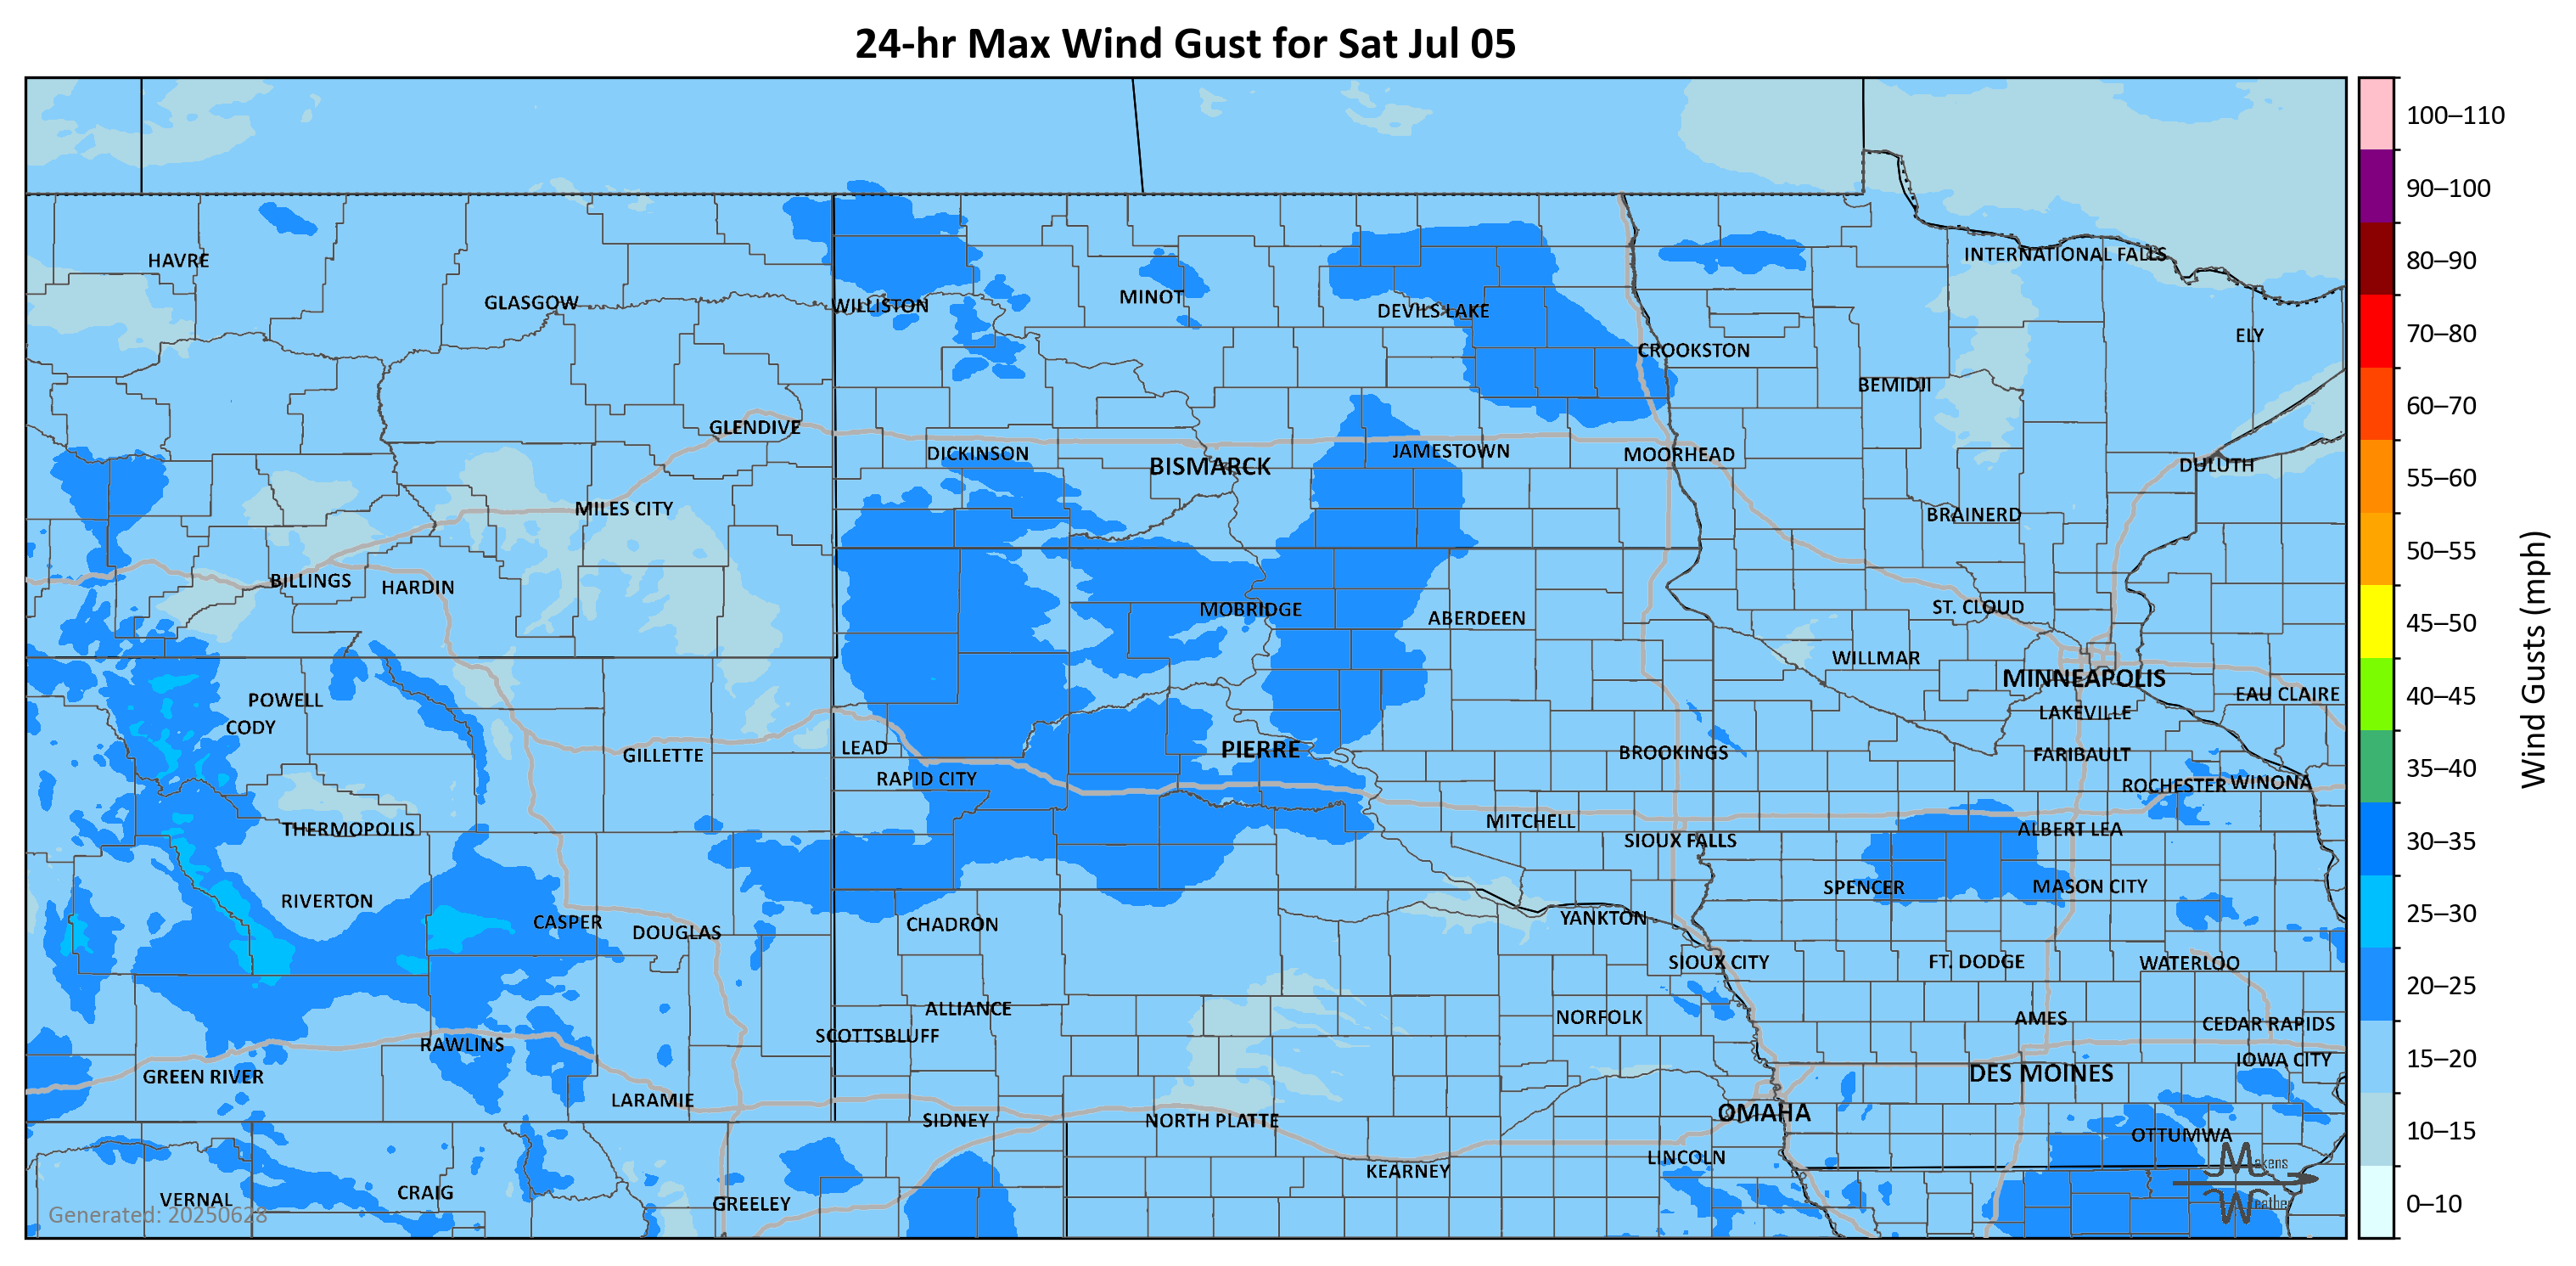 24-hr Max Wind Gust for Sat Jul 05
100–110
90–100
80–90
70–80
60–70
55–60
50–55
45–50
40–45
35–40
30–35
25–30
20–25
15–20
10–15
0–10
Wind Gusts (mph)
HAVRE
GLASGOW
WILLISTON
MINOT
DEVILS LAKE
INTERNATIONAL FALLS
ELY
CROOKSTON
BEMIDJI
GLENDIVE
DICKINSON
BISMARCK
JAMESTOWN
MOORHEAD
DULUTH
MILES CITY
BRAINERD
BILLINGS
HARDIN
MOBRIDGE
ABERDEEN
ST. CLOUD
WILLMAR
MINNEAPOLIS
EAU CLAIRE
POWELL
CODY
LAKEVILLE
GILLETTE
LEAD
PIERRE
BROOKINGS
FARIBAULT
RAPID CITY
ROCHESTER
WINONA
THERMOPOLIS
MITCHELL
SIOUX FALLS
ALBERT LEA
RIVERTON
SPENCER
MASON CITY
CASPER
DOUGLAS
CHADRON
YANKTON
SIOUX CITY
FT. DODGE
WATERLOO
ALLIANCE
NORFOLK
AMES
CEDAR RAPIDS
SCOTTSBLUFF
RAWLINS
IOWA CITY
GREEN RIVER
DES MOINES
LARAMIE
OMAHA
SIDNEY
NORTH PLATTE
OTTUMWA
LINCOLN
KEARNEY
VERNAL
CRAIG
GREELEY
Makens
Weather
Generated: 20250628